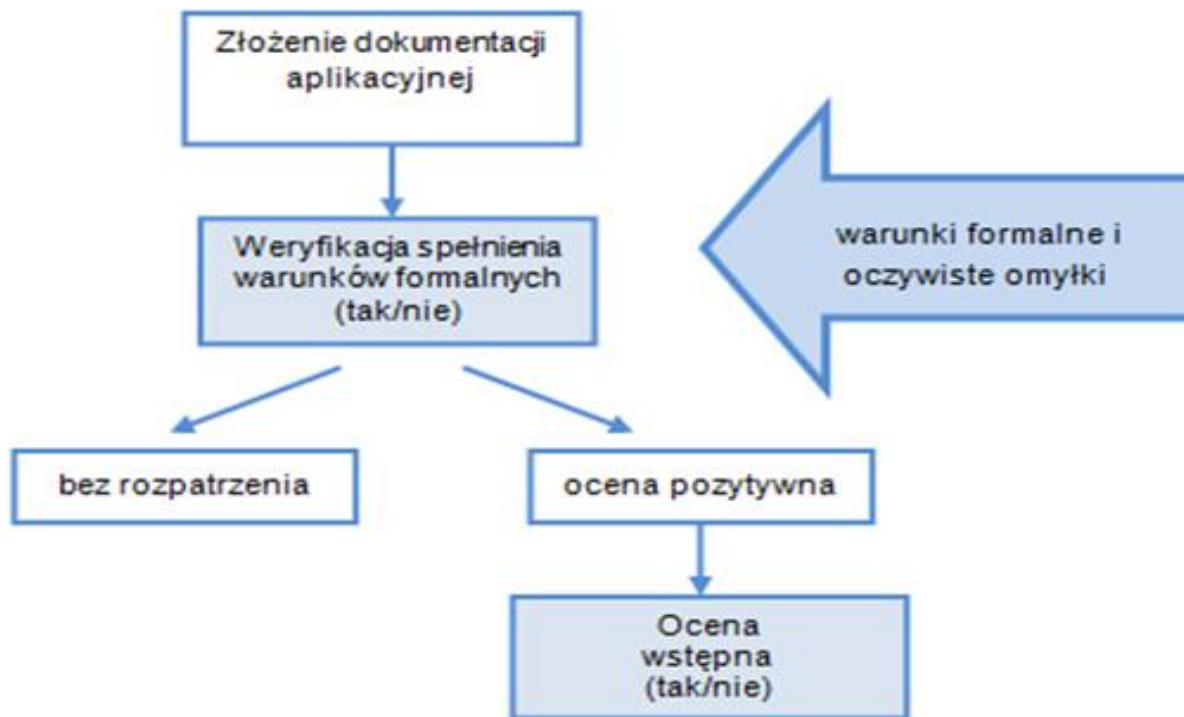 Złożenie dokumentacji
aplikacyjnej
Weryfikacja spełnienia
warunków formalnych
(tak/nie)
warunki formalne i
oczywiste omyłki
bez rozpatrzenia
ocena pozytywna
Ocena
wstępna
(tak/nie)